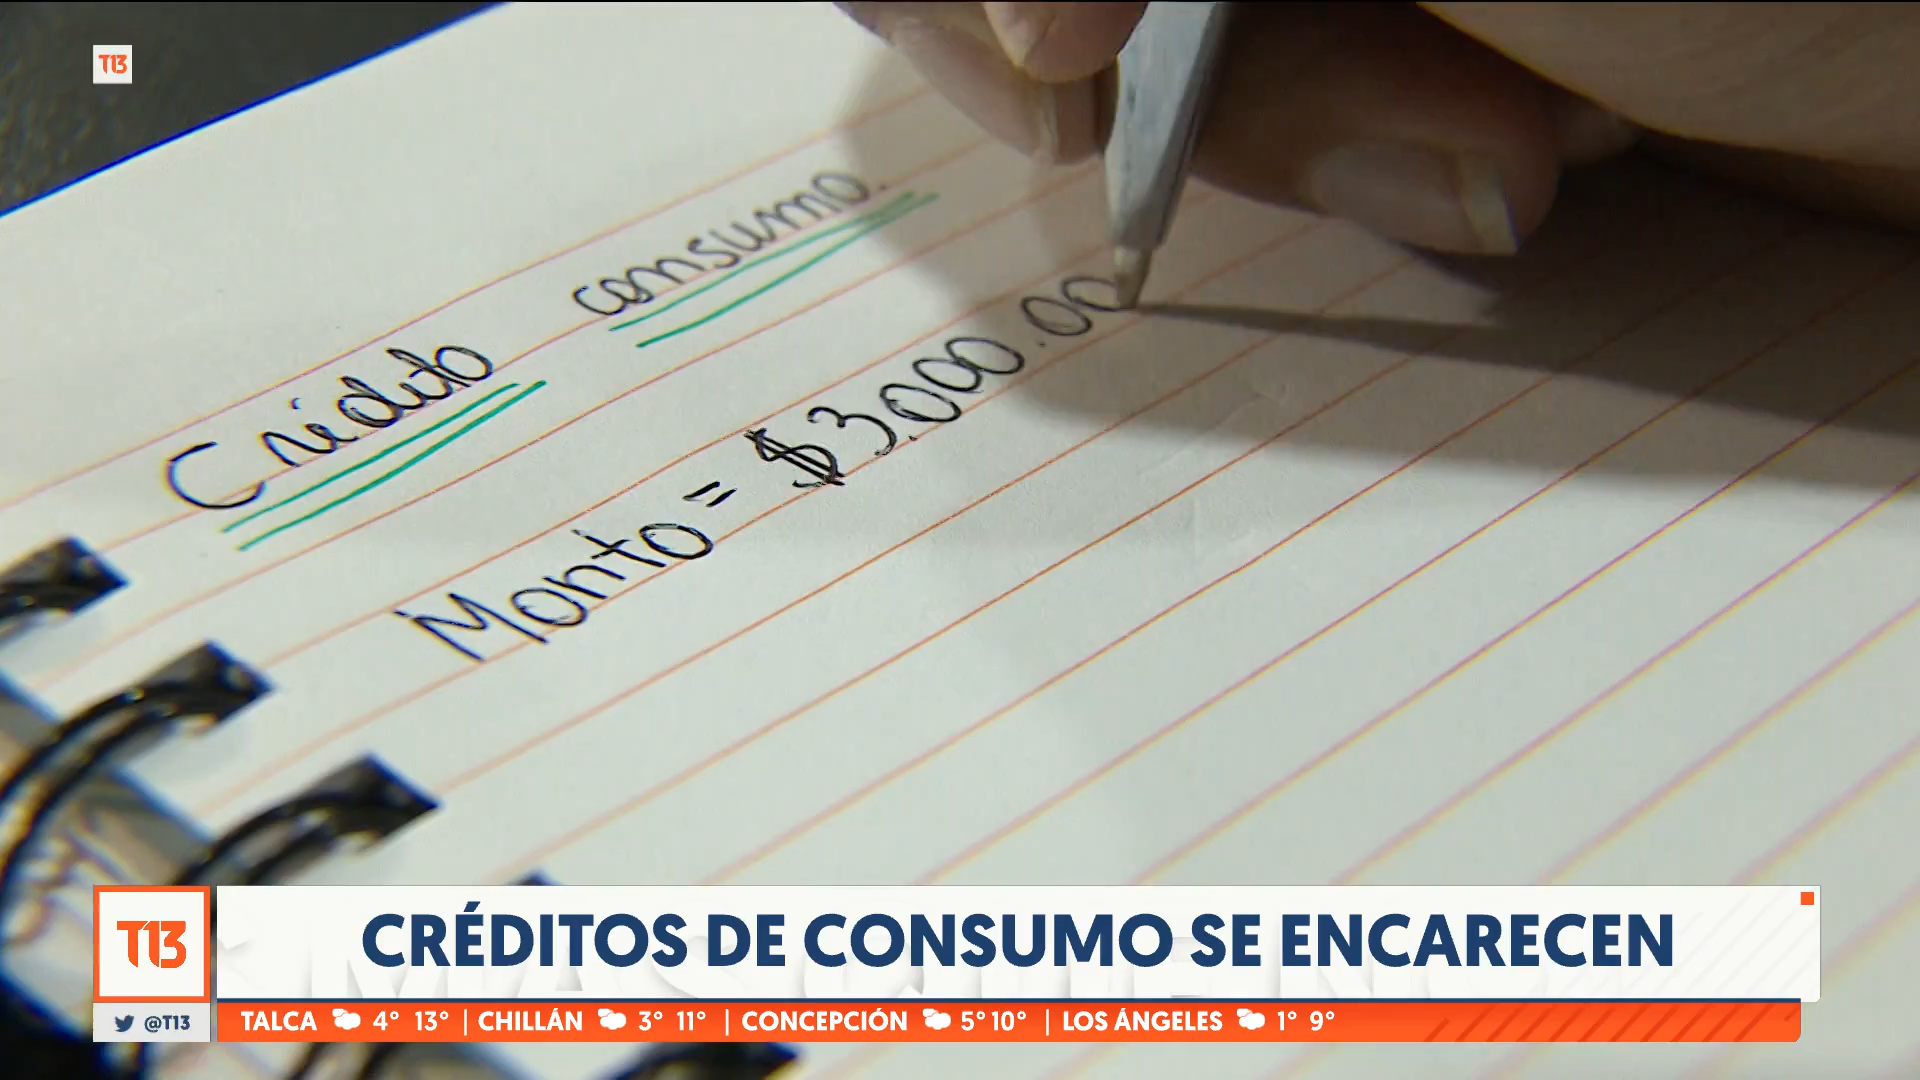 T13
Crédito consumo.
Monto = $3.000.00
T13
CRÉDITOS DE CONSUMO SE ENCARECEN
@T13
TALCA 4° 13° | CHILLÁN 3° 11° | CONCEPCIÓN 5° 10° | LOS ÁNGELES 1° 9°